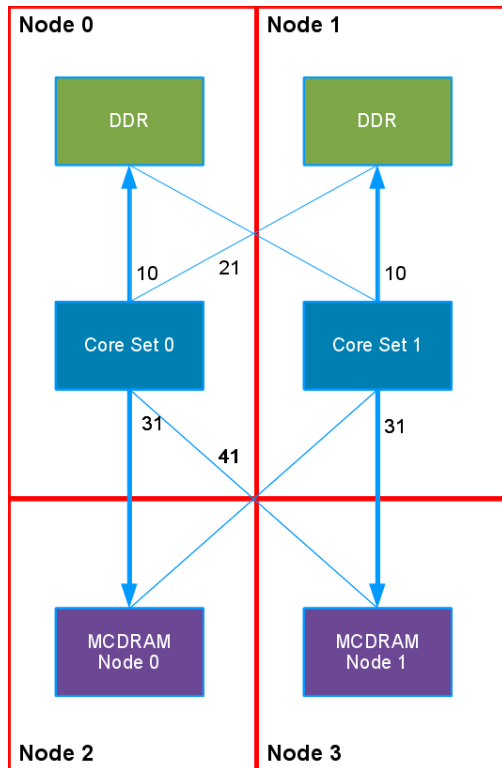 Node 0
Node 1
DDR
DDR
10
21
10
Core Set 0
Core Set 1
31
41
31
MCDRAM
Node 0
MCDRAM
Node 1
Node 2
Node 3